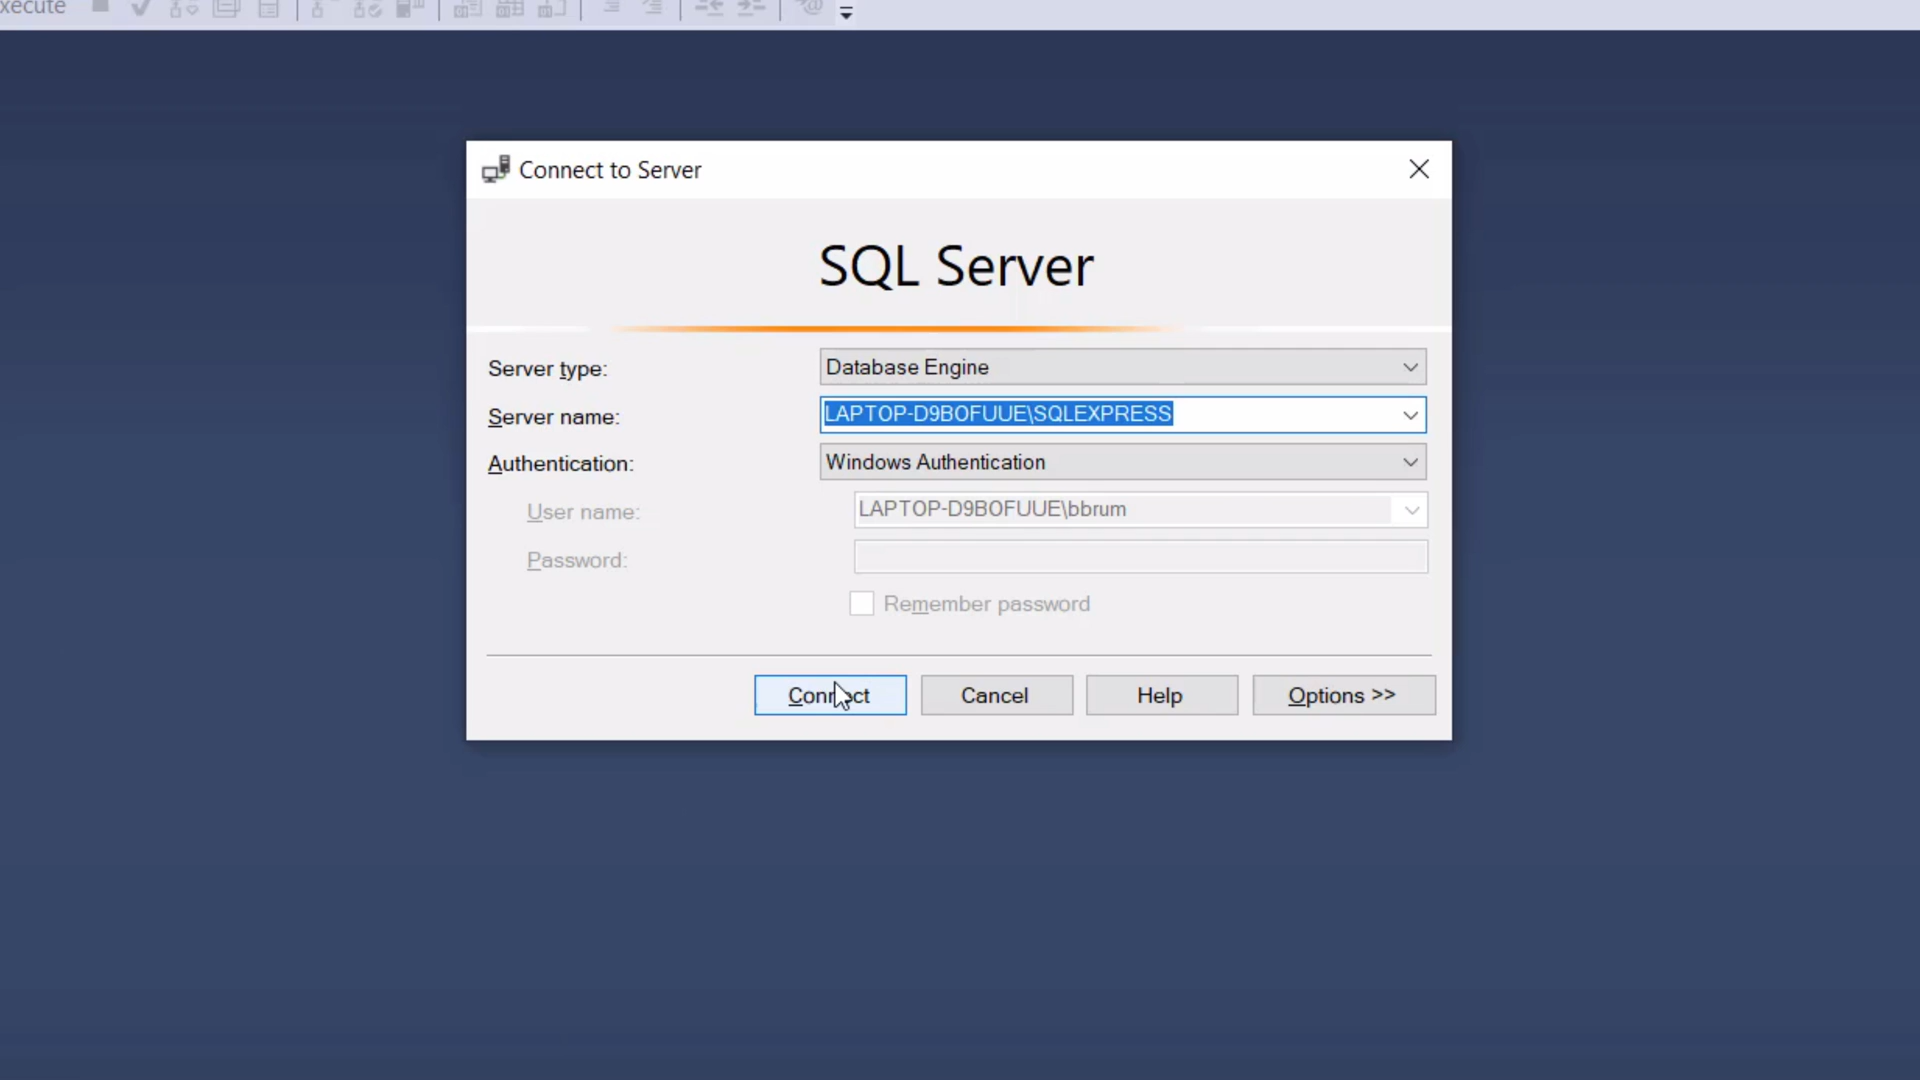 xecute
Connect to Server
SQL Server
Server type:
Database Engine
Server name:
LAPTOP-D9BOFUUE\SQLEXPRESS
Authentication:
Windows Authentication
User name:
LAPTOP-D9BOFUUE\bbrum
Password:
Remember password
Connect
Cancel
Help
Options >>